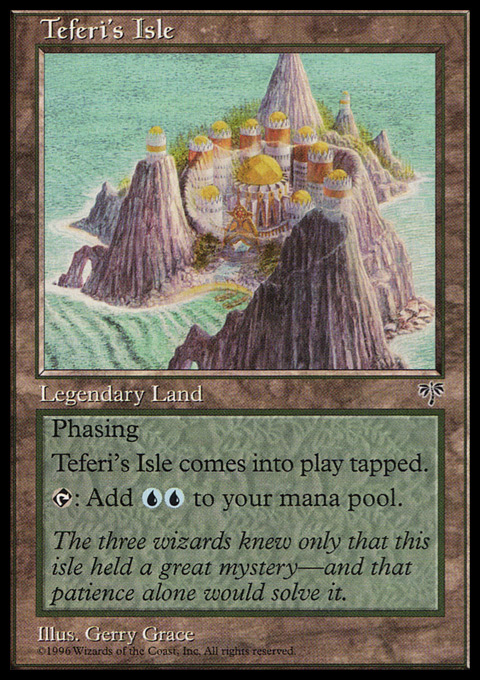 Teferi's Isle
Legendary Land
Phasing
Teferi's Isle comes into play tapped.
: Add to your mana pool.
The three wizards knew only that this
isle held a great mystery—and that
patience alone would solve it.
Illus. Gerry Grace
©1996 Wizards of the Coast, Inc. All rights reserved.